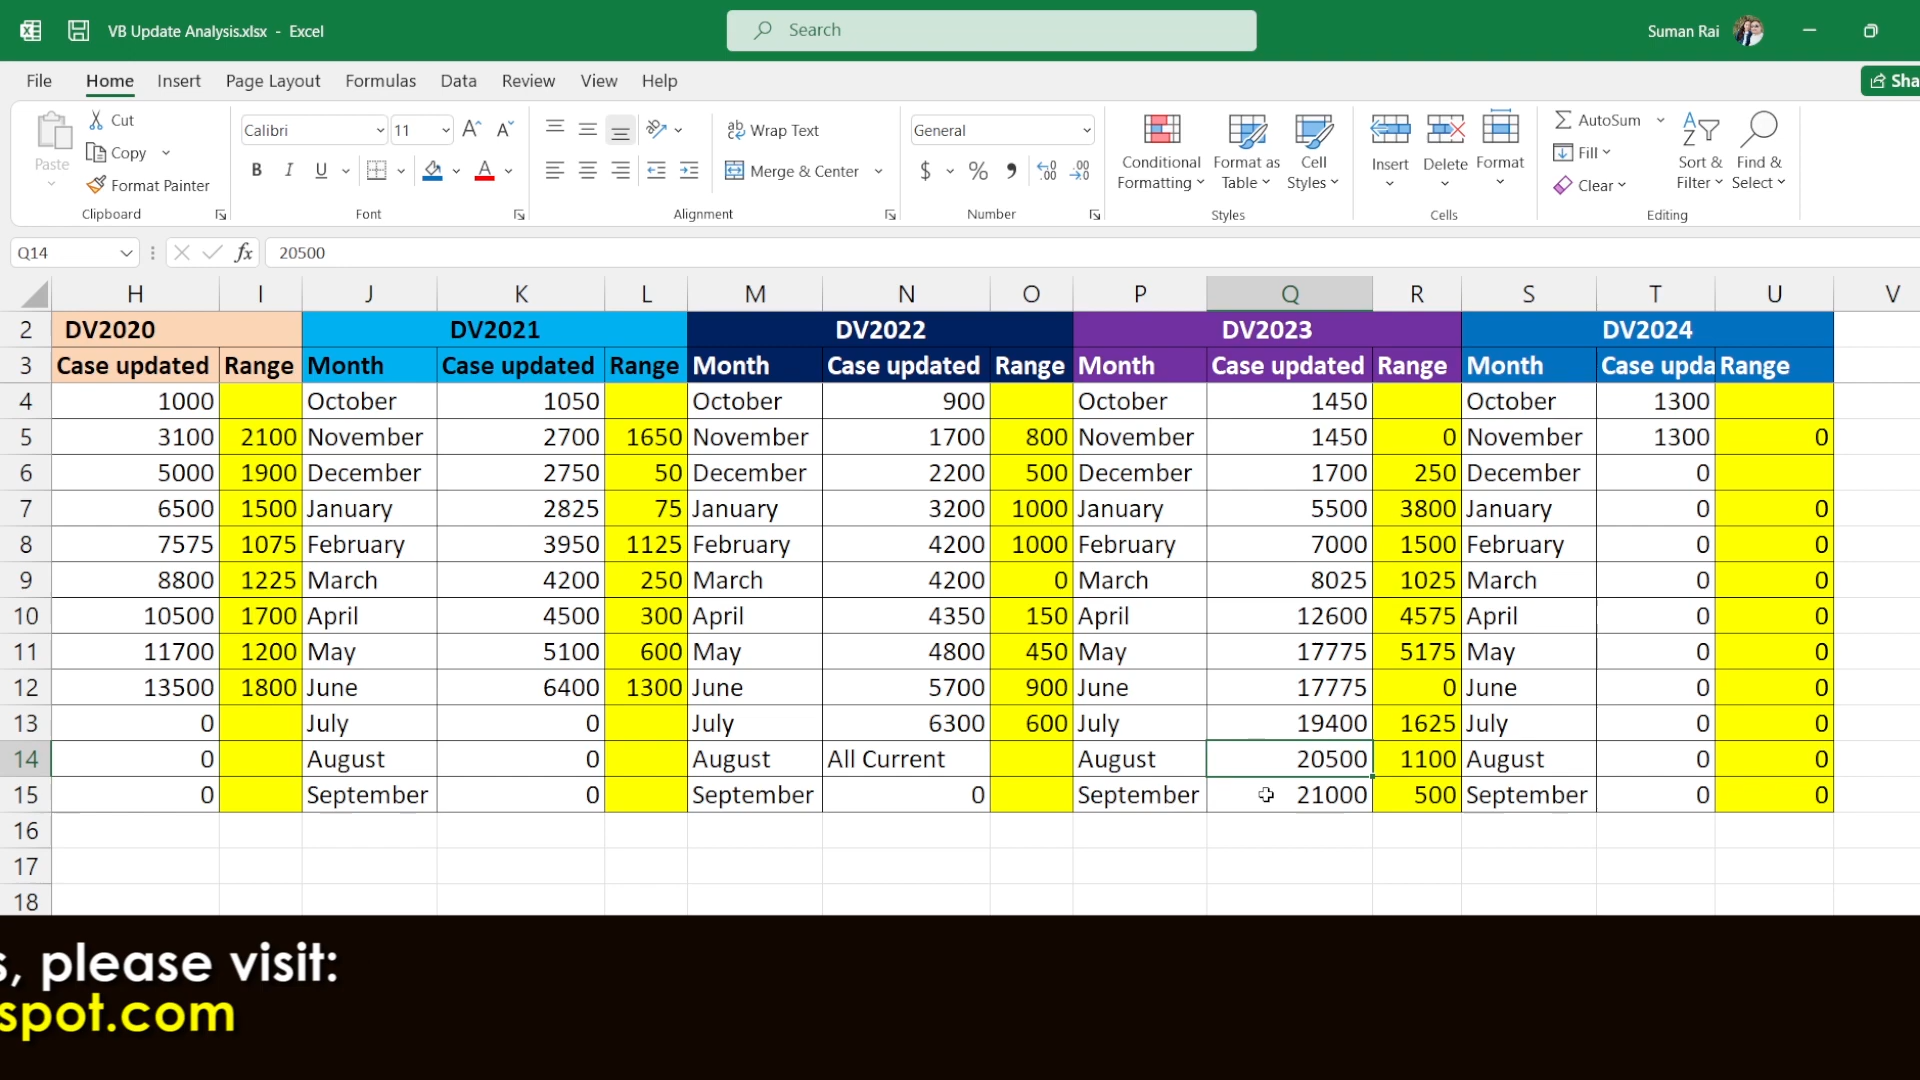 VB Update Analysis.xlsx - Excel
Search
Suman Rai
File Home Insert Page Layout Formulas Data Review View Help
Sha
Paste
Cut
Copy
Format Painter
Clipboard
Calibri 11
B I U A
Font
Wrap Text
Merge & Center
Alignment
General
$ % ,
Number
Conditional Formatting
Format as Table
Cell Styles
Styles
Insert Delete Format
Cells
AutoSum
Fill
Clear
Sort & Filter
Find & Select
Editing
Q14 fx 20500
H I J K L M N O P Q R S T U V
2 DV2020 DV2021 DV2022 DV2023 DV2024
3 Case updated Range Month Case updated Range Month Case updated Range Month Case updated Range Month Case upda Range
4 1000 October 1050 October 900 October 1450 October 1300
5 3100 2100 November 2700 1650 November 1700 800 November 1450 0 November 1300 0
6 5000 1900 December 2750 50 December 2200 500 December 1700 250 December 0
7 6500 1500 January 2825 75 January 3200 1000 January 5500 3800 January 0 0
8 7575 1075 February 3950 1125 February 4200 1000 February 7000 1500 February 0 0
9 8800 1225 March 4200 250 March 4200 0 March 8025 1025 March 0 0
10 10500 1700 April 4500 300 April 4350 150 April 12600 4575 April 0 0
11 11700 1200 May 5100 600 May 4800 450 May 17775 5175 May 0 0
12 13500 1800 June 6400 1300 June 5700 900 June 17775 0 June 0 0
13 0 July 0 July 6300 600 July 19400 1625 July 0 0
14 0 August 0 August All Current August 20500 1100 August 0 0
15 0 September 0 September 0 September 21000 500 September 0 0
16
17
18
s, please visit:
spot.com